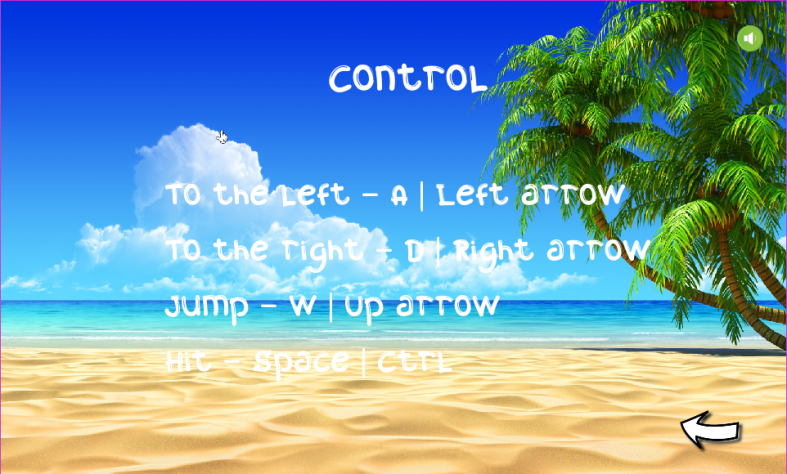 Control
To the Left - A | Left arrow
To the right - D | Right arrow
Jump - W | Up arrow
Hit - Space | Ctrl